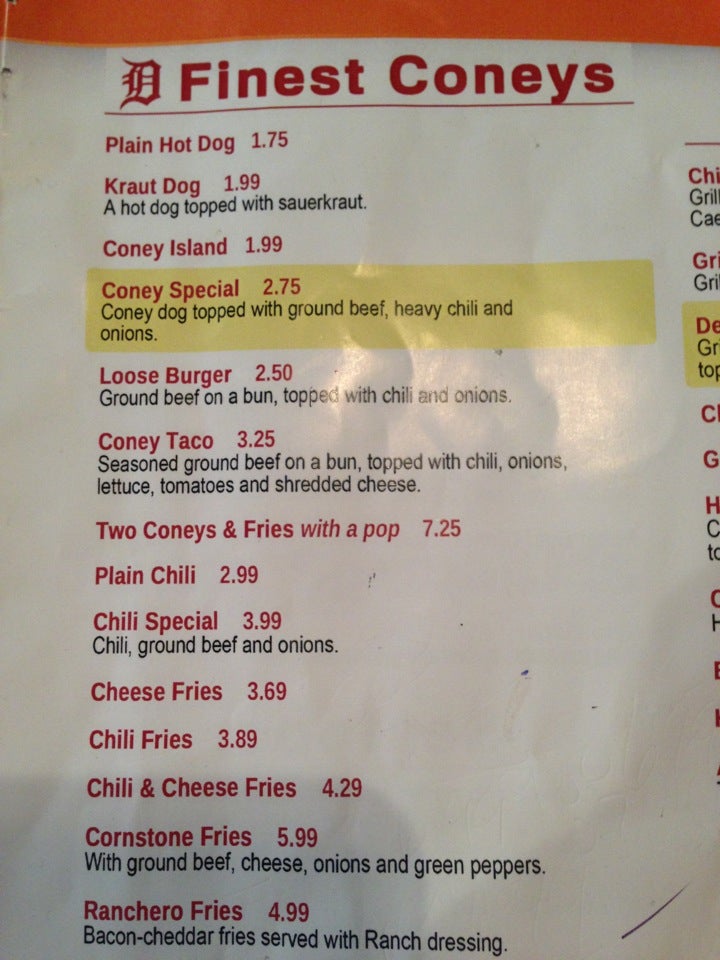 D Finest Coneys
Plain Hot Dog 1.75
Kraut Dog 1.99
A hot dog topped with sauerkraut.
Coney Island 1.99
Coney Special 2.75
Coney dog topped with ground beef, heavy chili and
onions.
Loose Burger 2.50
Ground beef on a bun, topped with chili and onions.
Coney Taco 3.25
Seasoned ground beef on a bun, topped with chili, onions,
lettuce, tomatoes and shredded cheese.
Two Coneys & Fries with a pop 7.25
Plain Chili 2.99
Chili Special 3.99
Chili, ground beef and onions.
Cheese Fries 3.69
Chili Fries 3.89
Chili & Cheese Fries 4.29
Cornstone Fries 5.99
With ground beef, cheese, onions and green peppers.
Ranchero Fries 4.99
Bacon-cheddar fries served with Ranch dressing.